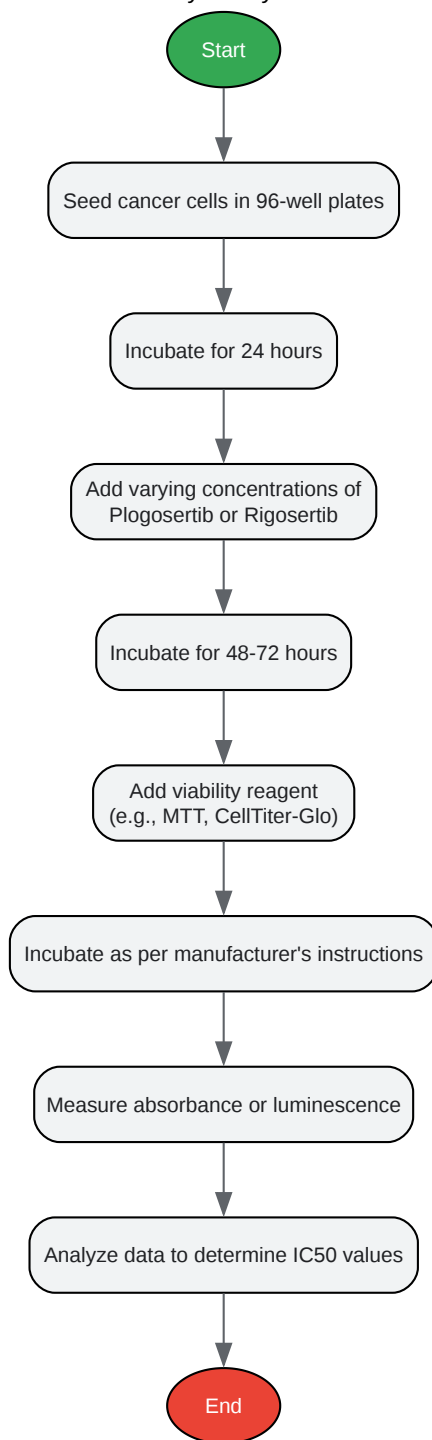 Start
Seed cancer cells in 96-well plates
Incubate for 24 hours
Add varying concentrations of
Plogosertib or Rigosertib
Incubate for 48-72 hours
Add viability reagent
(e.g., MTT, CellTiter-Glo)
Incubate as per manufacturer's instructions
Measure absorbance or luminescence
Analyze data to determine IC50 values
End